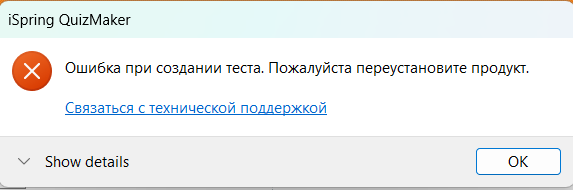 iSpring QuizMaker
Ошибка при создании теста. Пожалуйста переустановите продукт.
Связаться с технической поддержкой
Show details
OK